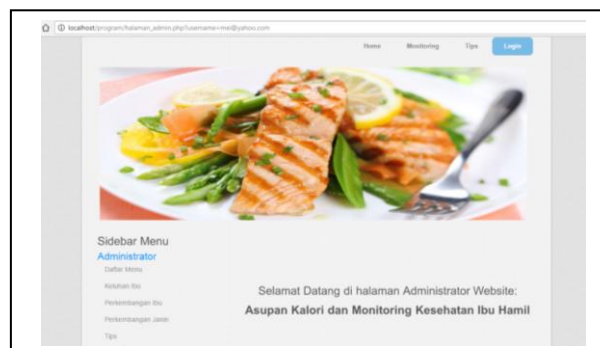 localhost/program/halaman_admin.php?username=mei@yahoo.com
Home Monitoring Tips Login
Sidebar Menu
Administrator
Daftar Menu
Keluhan Ibu
Perkembangan Ibu
Perkembangan Janin
Tips
Selamat Datang di halaman Administrator Website:
Asupan Kalori dan Monitoring Kesehatan Ibu Hamil